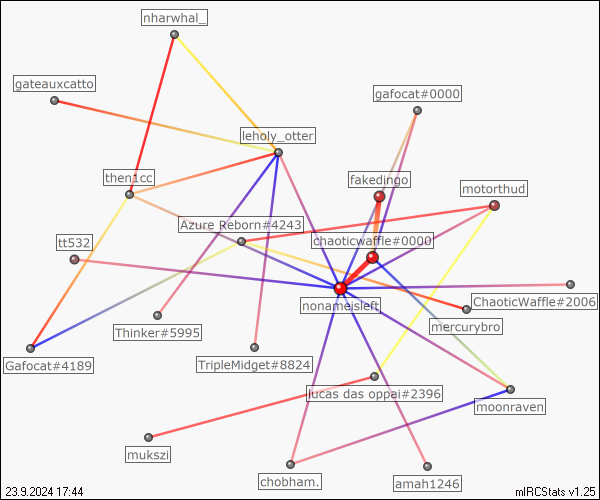 nharwhal_
gateauxcatto
gafocat#0000
leholy_otter
then1cc
fakedingo
motorthud
Azure Reborn#4243
tt532
chaoticwaffle#0000
nonameisleft
ChaoticWaffle#2006
mercurybro
Thinker#5995
Gafocat#4189
TripleMidget#8824
lucas das oppai#2396
moonraven
mukszi
chobham.
amah1246
23.9.2024 17:44
mIRCStats v1.25